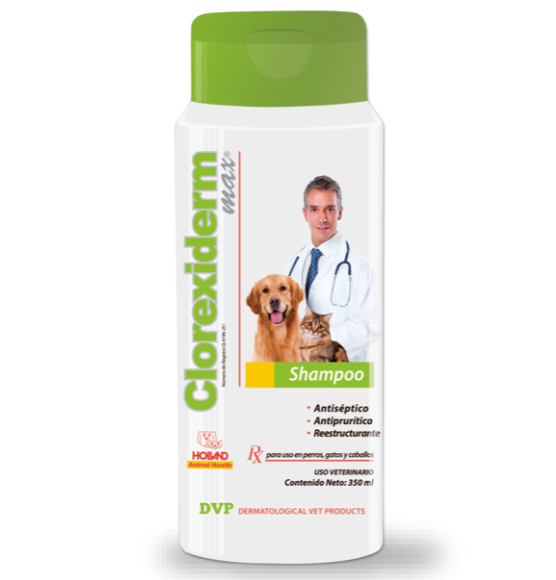 Clorexiderm
max®
Shampoo
• Antiséptico
• Antiprurítico
• Reestructurante
HOLLAND
Animal Health
Rx para uso en perros, gatos y caballos
USO VETERINARIO
Contenido Neto: 350 ml
DVP DERMATOLOGICAL VET PRODUCTS